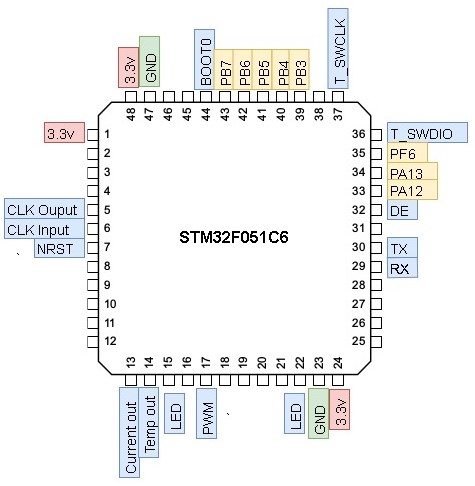 3.3v
GND
BOOT0
PB7
PB6
PB5
PB4
PB3
T_SWCLK
48 47 46 45 44 43 42 41 40 39 38 37
3.3v 1
2
3
4
CLK Ouput 5
CLK Input 6
NRST 7
8
9
10
11
12
STM32F051C6
36 T_SWDIO
35 PF6
34 PA13
33 PA12
32 DE
31
30 TX
29 RX
28
27
26
25
13 14 15 16 17 18 19 20 21 22 23 24
Current out
Temp out
LED
PWM
LED
GND
3.3v